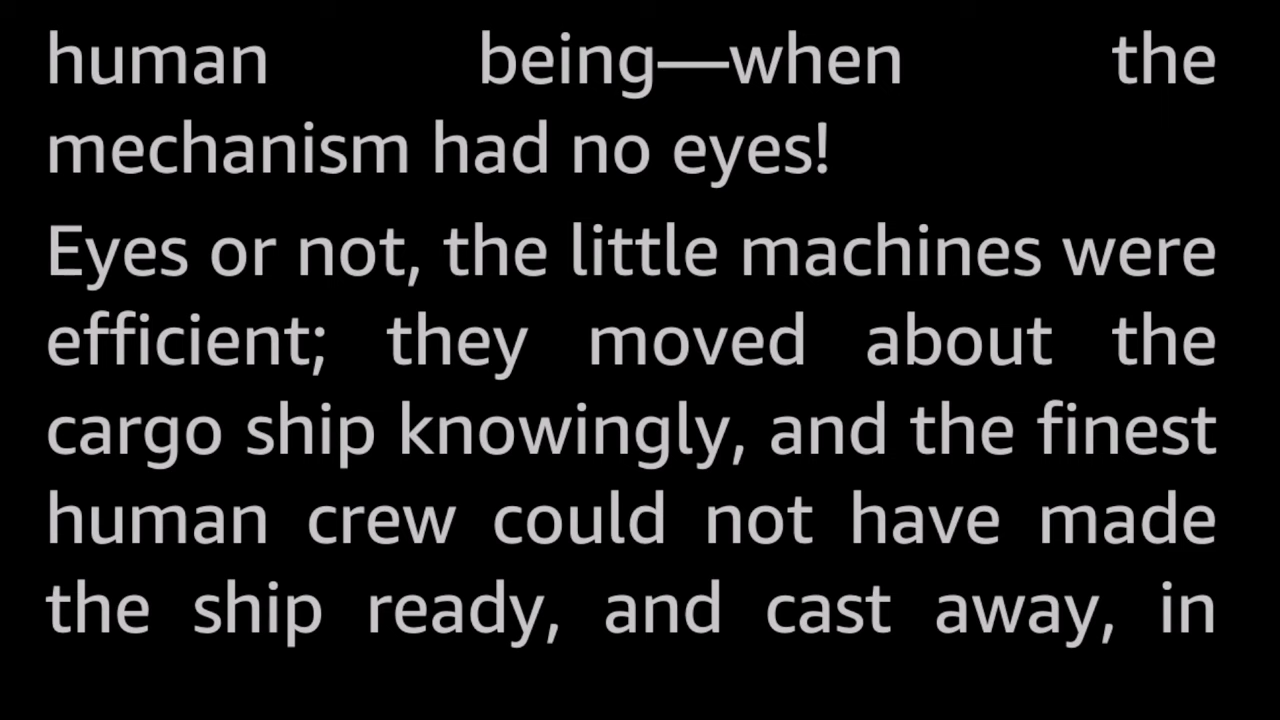 human being—when the
mechanism had no eyes!
Eyes or not, the little machines were
efficient; they moved about the
cargo ship knowingly, and the finest
human crew could not have made
the ship ready, and cast away, in